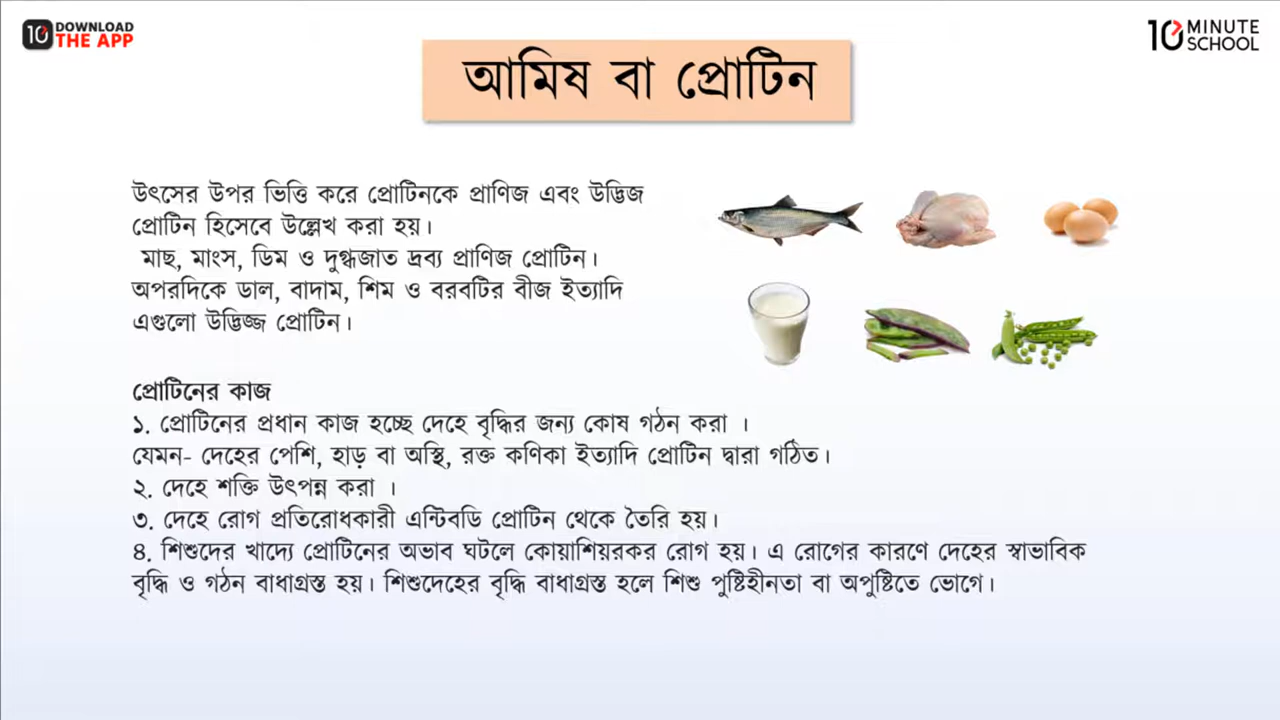 10 DOWNLOAD
THE APP
10 MINUTE
SCHOOL
আমিষ বা প্রোটিন
উৎসের উপর ভিত্তি করে প্রোটিনকে প্রাণিজ এবং উদ্ভিজ
প্রোটিন হিসেবে উল্লেখ করা হয়।
মাছ, মাংস, ডিম ও দুগ্ধজাত দ্রব্য প্রাণিজ প্রোটিন।
অপরদিকে ডাল, বাদাম, শিম ও বরবটির বীজ ইত্যাদি
এগুলো উদ্ভিজ্জ প্রোটিন।
প্রোটিনের কাজ
১. প্রোটিনের প্রধান কাজ হচ্ছে দেহে বৃদ্ধির জন্য কোষ গঠন করা ।
যেমন- দেহের পেশি, হাড় বা অস্থি, রক্ত কণিকা ইত্যাদি প্রোটিন দ্বারা গঠিত।
২. দেহে শক্তি উৎপন্ন করা ।
৩. দেহে রোগ প্রতিরোধকারী এন্টিবডি প্রোটিন থেকে তৈরি হয়।
৪. শিশুদের খাদ্যে প্রোটিনের অভাব ঘটলে কোয়াশিয়রকর রোগ হয়। এ রোগের কারণে দেহের স্বাভাবিক
বৃদ্ধি ও গঠন বাধাগ্রস্ত হয়। শিশুদেহের বৃদ্ধি বাধাগ্রস্ত হলে শিশু পুষ্টিহীনতা বা অপুষ্টিতে ভোগে।